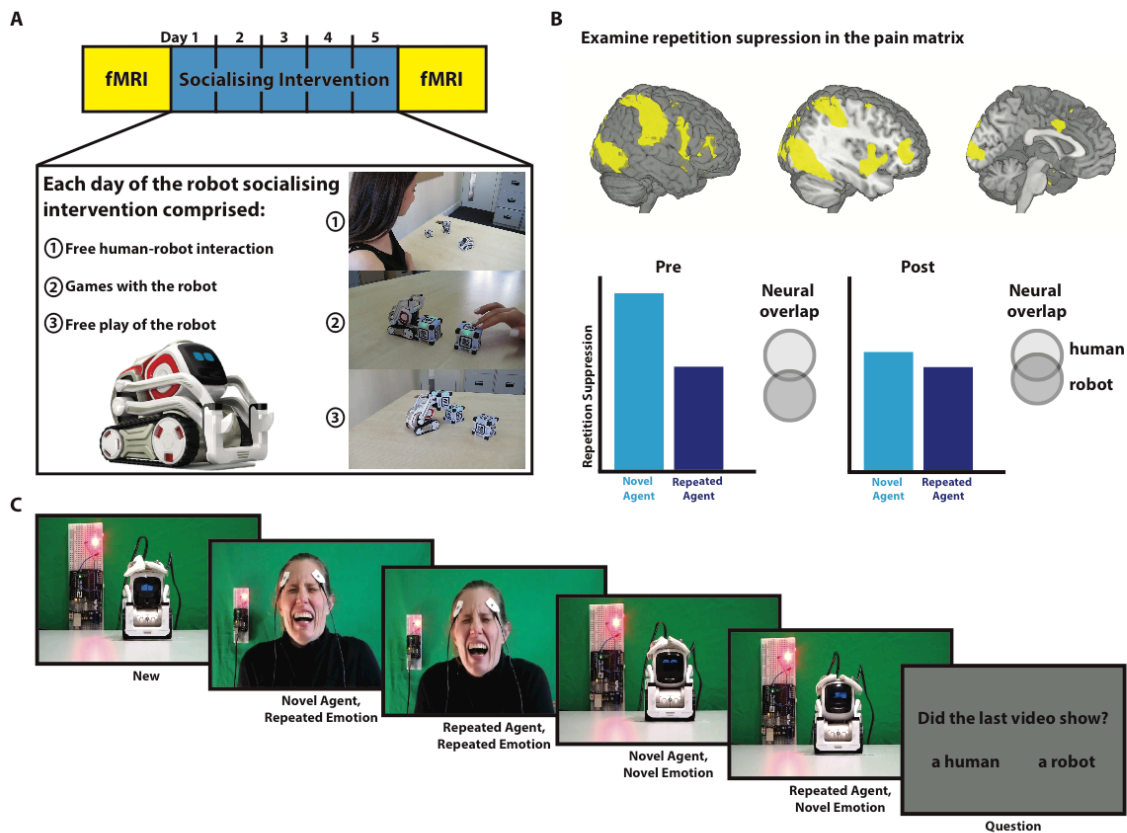 A
Day 1
2
3
4
5
fMRI
Socialising Intervention
fMRI
Each day of the robot socialising
intervention comprised:
1 Free human-robot interaction
2 Games with the robot
3 Free play of the robot
1
2
3
B
Examine repetition supression in the pain matrix
Pre
Post
Repetition Suppression
Neural
overlap
Neural
overlap
human
robot
Novel
Agent
Repeated
Agent
Novel
Agent
Repeated
Agent
C
New
Novel Agent,
Repeated Emotion
Repeated Agent,
Repeated Emotion
Novel Agent,
Novel Emotion
Repeated Agent,
Novel Emotion
Did the last video show?
a human a robot
Question